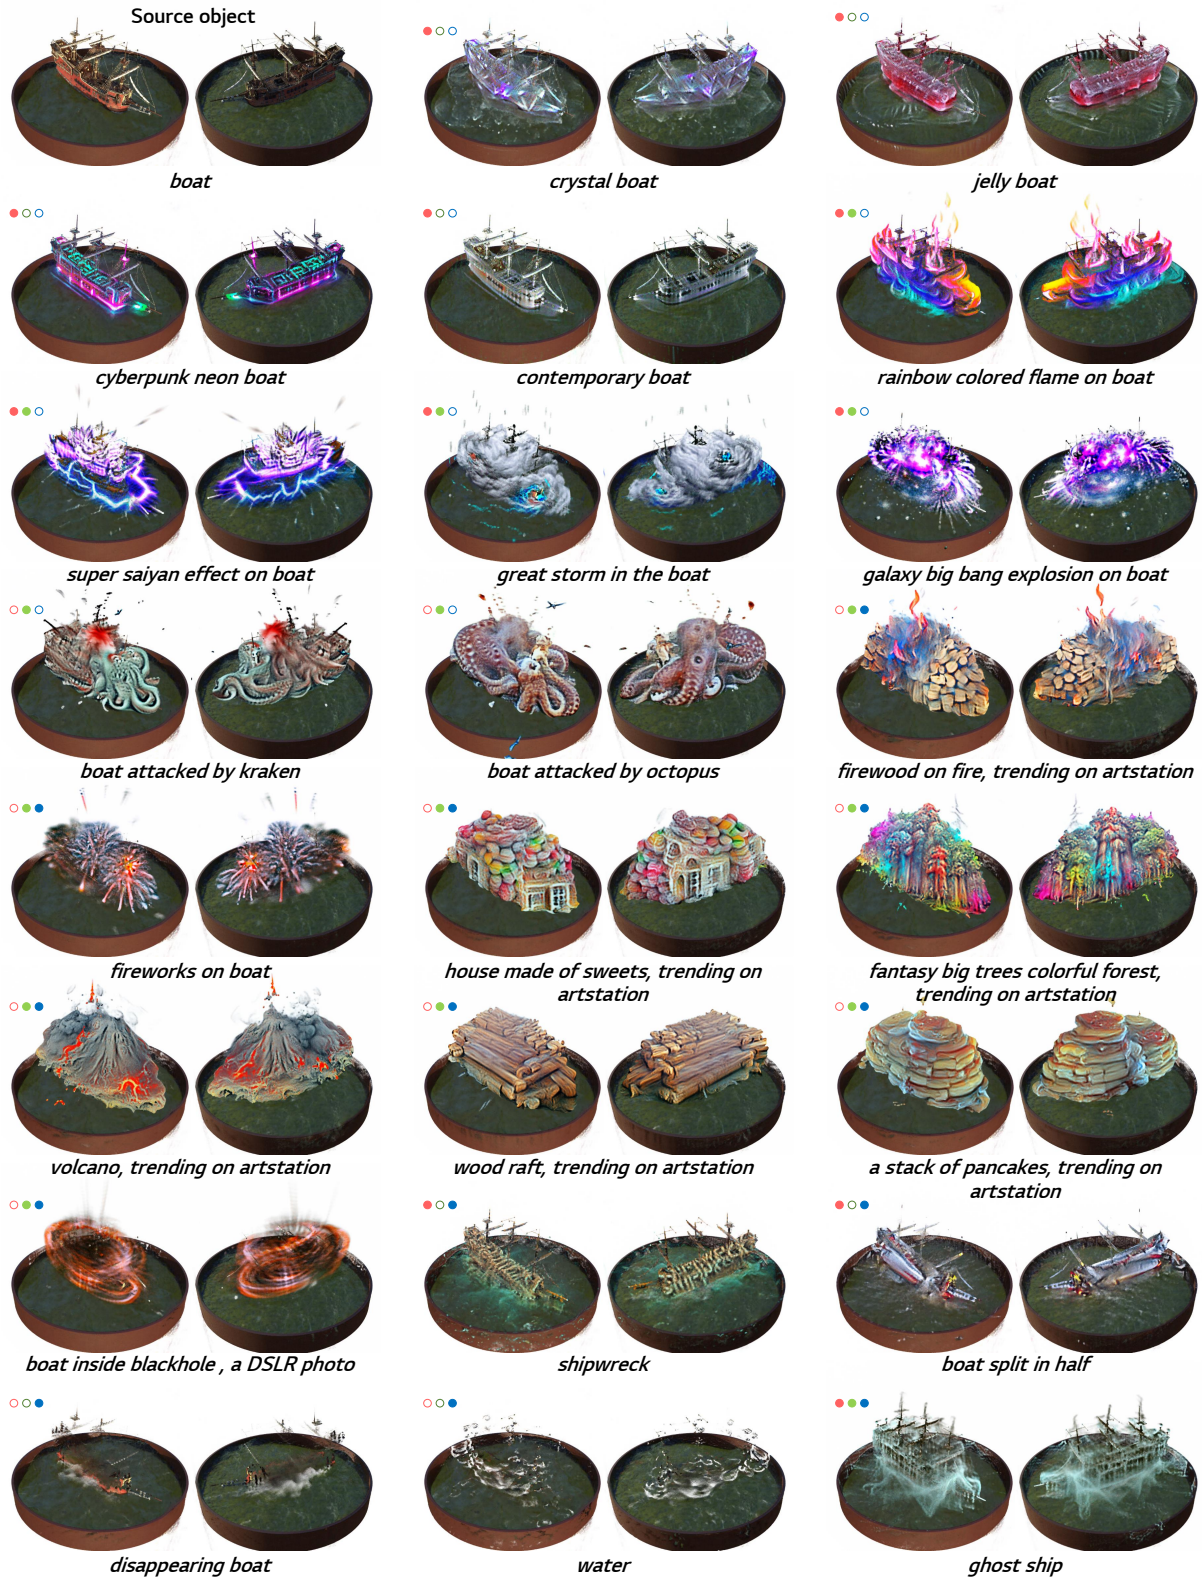 Source object
boat
crystal boat
jelly boat
cyberpunk neon boat
contemporary boat
rainbow colored flame on boat
super saiyan effect on boat
great storm in the boat
galaxy big bang explosion on boat
boat attacked by kraken
boat attacked by octopus
firewood on fire, trending on artstation
fireworks on boat
house made of sweets, trending on
artstation
fantasy big trees colorful forest,
trending on artstation
volcano, trending on artstation
wood raft, trending on artstation
a stack of pancakes, trending on
artstation
boat inside blackhole , a DSLR photo
shipwreck
boat split in half
disappearing boat
water
ghost ship